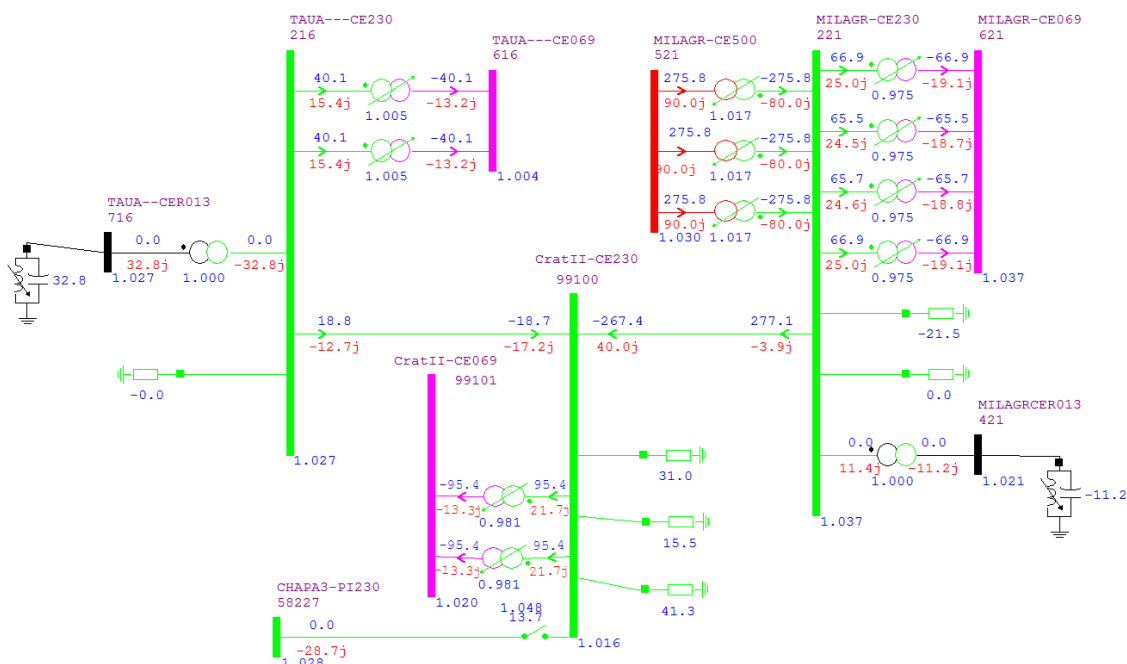 TAUA---CE230
216
TAUA---CE069
616
MILAGR-CE500
521
MILAGR-CE230
221
MILAGR-CE069
621
40.1
-40.1
15.4j
-13.2j
1.005
40.1
-40.1
15.4j
-13.2j
1.005
1.004
275.8
-275.8
90.0j
-80.0j
1.017
275.8
-275.8
90.0j
-80.0j
1.017
275.8
-275.8
90.0j
-80.0j
1.030
1.017
66.9
-66.9
25.0j
-19.1j
0.975
65.5
-65.5
24.5j
-18.7j
0.975
65.7
-65.7
24.6j
-18.8j
0.975
66.9
-66.9
25.0j
-19.1j
0.975
1.037
TAUA--CER013
716
0.0
0.0
32.8j
-32.8j
32.8
1.027
1.000
CratII-CE230
99100
18.8
-18.7
-12.7j
-17.2j
-267.4
277.1
40.0j
-3.9j
-21.5
-0.0
0.0
CratII-CE069
99101
MILAGRCER013
421
0.0
0.0
11.4j
-11.2j
1.000
1.021
-11.2
1.027
31.0
-95.4
95.4
-13.3j
21.7j
0.981
15.5
1.037
-95.4
95.4
-13.3j
21.7j
0.981
41.3
1.020
CHAPA3-PI230
58227
1.048
13.7
0.0
-28.7j
1.016
1.028